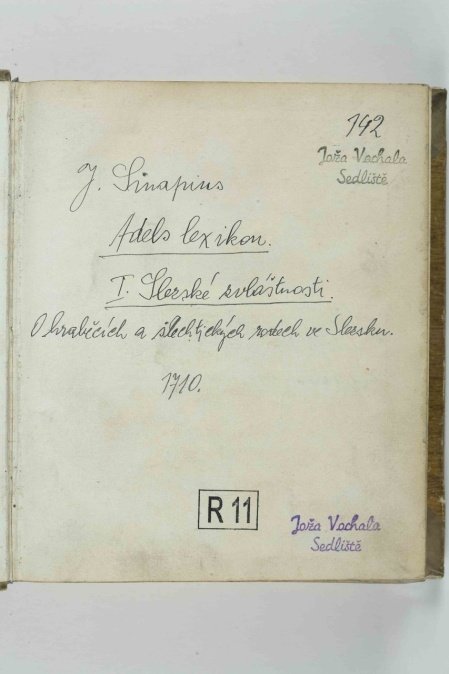 142
Joža Vochala
Sedliště
J. Sinapius
Adels lexikon.
I. Slezské zvláštnosti.
O hraběcích a šlechtických rodech ve Slezsku.
1710.
R 11
Joža Vochala
Sedliště